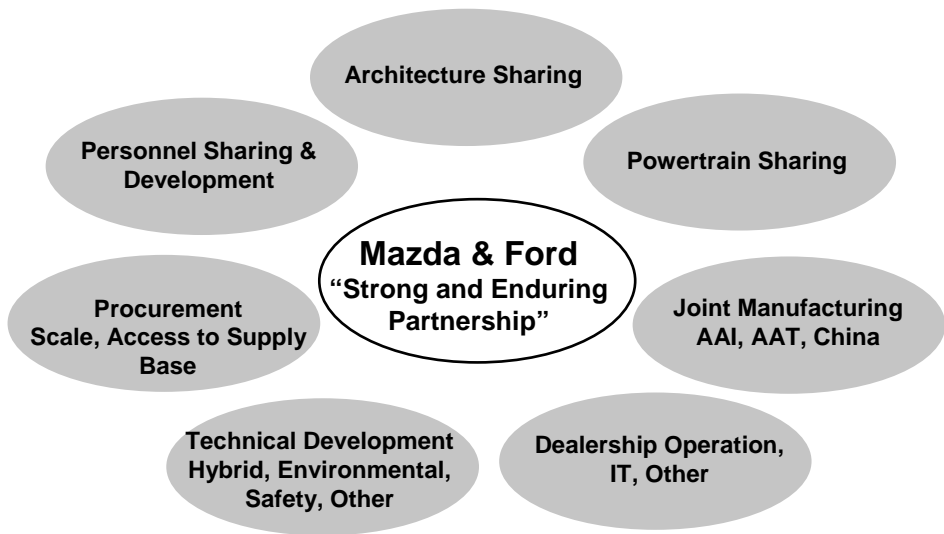 Architecture Sharing
Personnel Sharing &
Development
Powertrain Sharing
Mazda & Ford
“Strong and Enduring
Partnership”
Procurement
Scale, Access to Supply
Base
Joint Manufacturing
AAI, AAT, China
Technical Development
Hybrid, Environmental,
Safety, Other
Dealership Operation,
IT, Other